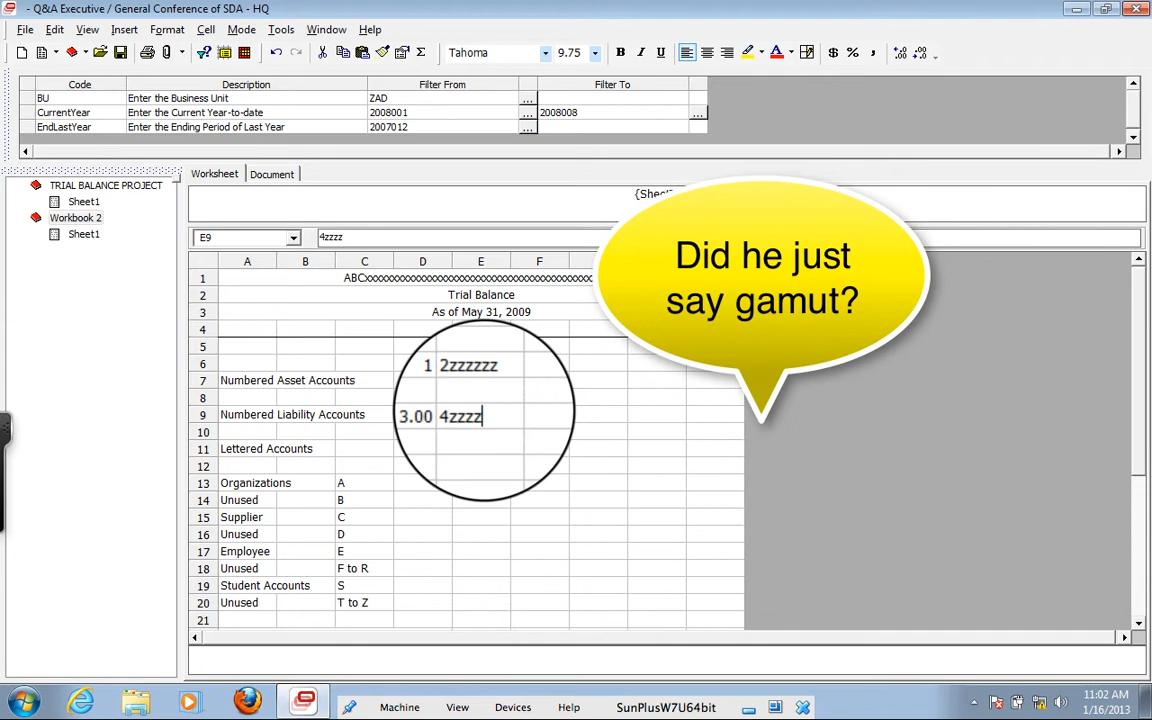 - Q&A Executive / General Conference of SDA - HQ
File Edit View Insert Format Cell Mode Tools Window Help
Tahoma 9.75 B I U $ % ,
Code Description Filter From Filter To
BU Enter the Business Unit ZAD ...
CurrentYear Enter the Current Year-to-date 2008001 ... 2008008 ...
EndLastYear Enter the Ending Period of Last Year 2007012 ...
Worksheet Document
TRIAL BALANCE PROJECT
Sheet1
Workbook 2
Sheet1
E9 4zzzz
Did he just
say gamut?
A B C D E F
1
2 Trial Balance
3 As of May 31, 2009
4
5
6 1 2zzzzzz
7 Numbered Asset Accounts
8
9 Numbered Liability Accounts 3.00 4zzzz
10
11 Lettered Accounts
12
13 Organizations A
14 Unused B
15 Supplier C
16 Unused D
17 Employee E
18 Unused F to R
19 Student Accounts S
20 Unused T to Z
21
Machine View Devices Help SunPlusW7U64bit
11:02 AM
1/16/2013